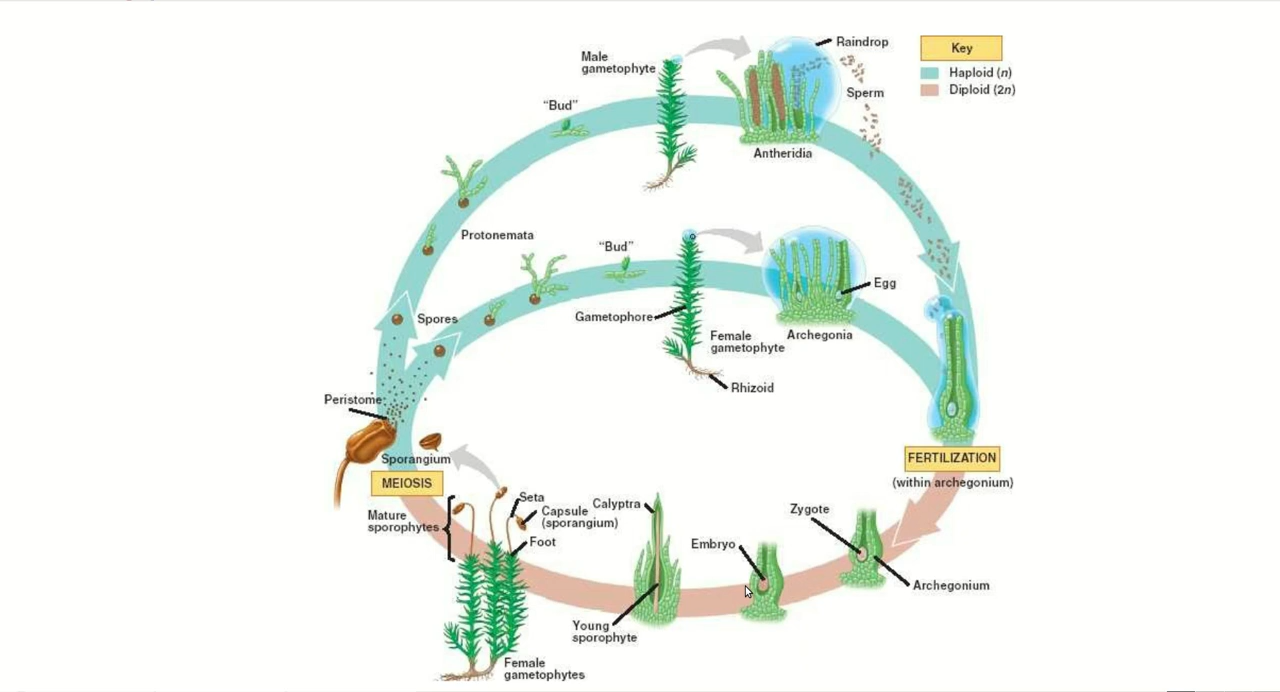 Male
gametophyte
Raindrop
Key
Haploid (n)
Diploid (2n)
Sperm
"Bud"
Antheridia
Protonemata
"Bud"
Egg
Gametophore
Spores
Female
gametophyte
Archegonia
Rhizoid
Peristome
Sporangium
MEIOSIS
FERTILIZATION
(within archegonium)
Mature
sporophytes
Seta
Capsule
(sporangium)
Foot
Calyptra
Zygote
Embryo
Archegonium
Young
sporophyte
Female
gametophytes